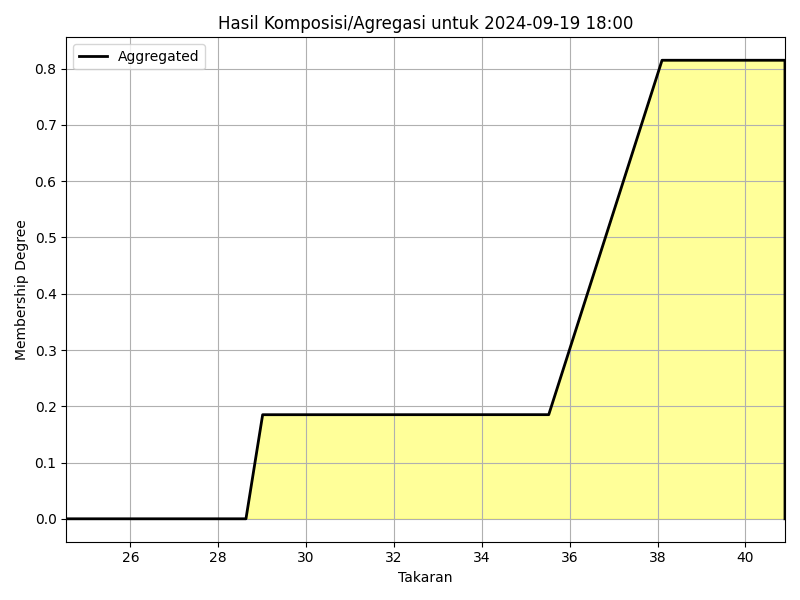 Hasil Komposisi/Agregasi untuk 2024-09-19 18:00
Aggregated
Membership Degree
0.8
0.7
0.6
0.5
0.4
0.3
0.2
0.1
0.0
26 28 30 32 34 36 38 40
Takaran